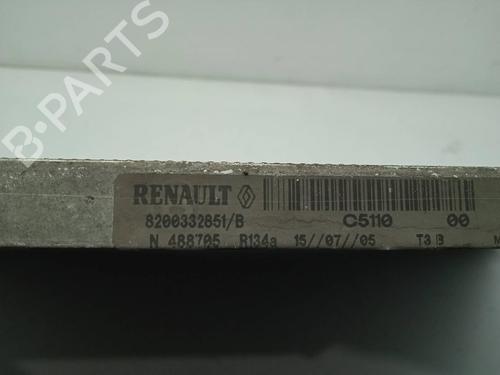 B-PARTS
RENAULT
8200332851/B C5110 00
N 488705 R134a 15//07//05 T3 B